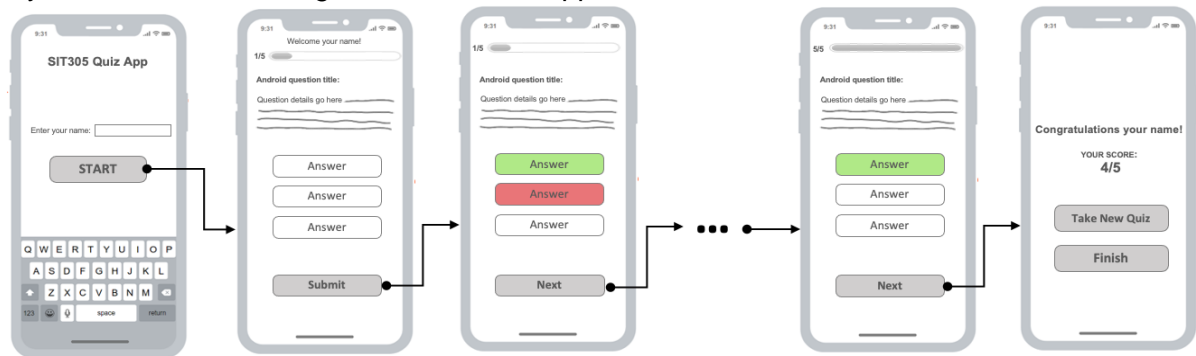 9:31
SIT305 Quiz App
Enter your name:
START
Q W E R T Y U I O P
A S D F G H J K L
Z X C V B N M
123 space return
9:31
Welcome your name!
1/5
Android question title:
Question details go here
Answer
Answer
Answer
Submit
9:31
1/5
Android question title:
Question details go here
Answer
Answer
Answer
Next
9:31
5/5
Android question title:
Question details go here
Answer
Answer
Answer
Next
9:31
Congratulations your name!
YOUR SCORE:
4/5
Take New Quiz
Finish